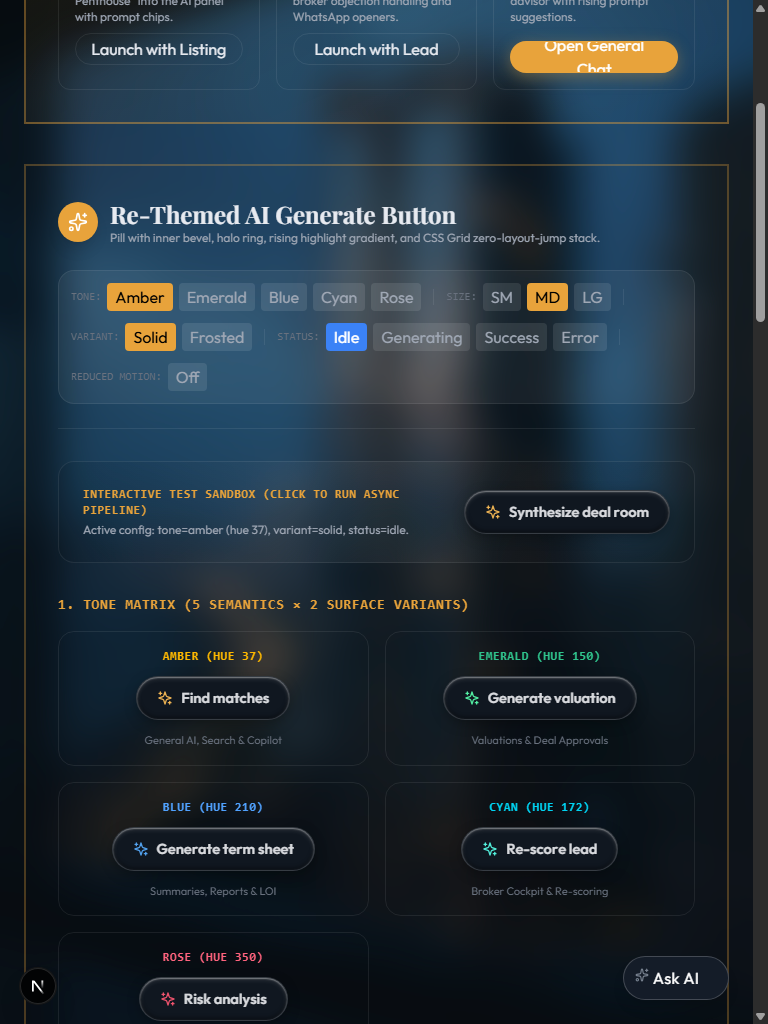 Penthouse" into the AI panel
with prompt chips.
broker objection handling and
WhatsApp openers.
advisor with rising prompt
suggestions.
Launch with Listing
Launch with Lead
Open General
Chat
Re-Themed AI Generate Button
Pill with inner bevel, halo ring, rising highlight gradient, and CSS Grid zero-layout-jump stack.
TONE: Amber Emerald Blue Cyan Rose SIZE: SM MD LG
VARIANT: Solid Frosted STATUS: Idle Generating Success Error
REDUCED MOTION: Off
INTERACTIVE TEST SANDBOX (CLICK TO RUN ASYNC
PIPELINE)
Active config: tone=amber (hue 37), variant=solid, status=idle.
Synthesize deal room
1. TONE MATRIX (5 SEMANTICS × 2 SURFACE VARIANTS)
AMBER (HUE 37)
Find matches
General AI, Search & Copilot
EMERALD (HUE 150)
Generate valuation
Valuations & Deal Approvals
BLUE (HUE 210)
Generate term sheet
Summaries, Reports & LOI
CYAN (HUE 172)
Re-score lead
Broker Cockpit & Re-scoring
ROSE (HUE 350)
Risk analysis
N
Ask AI